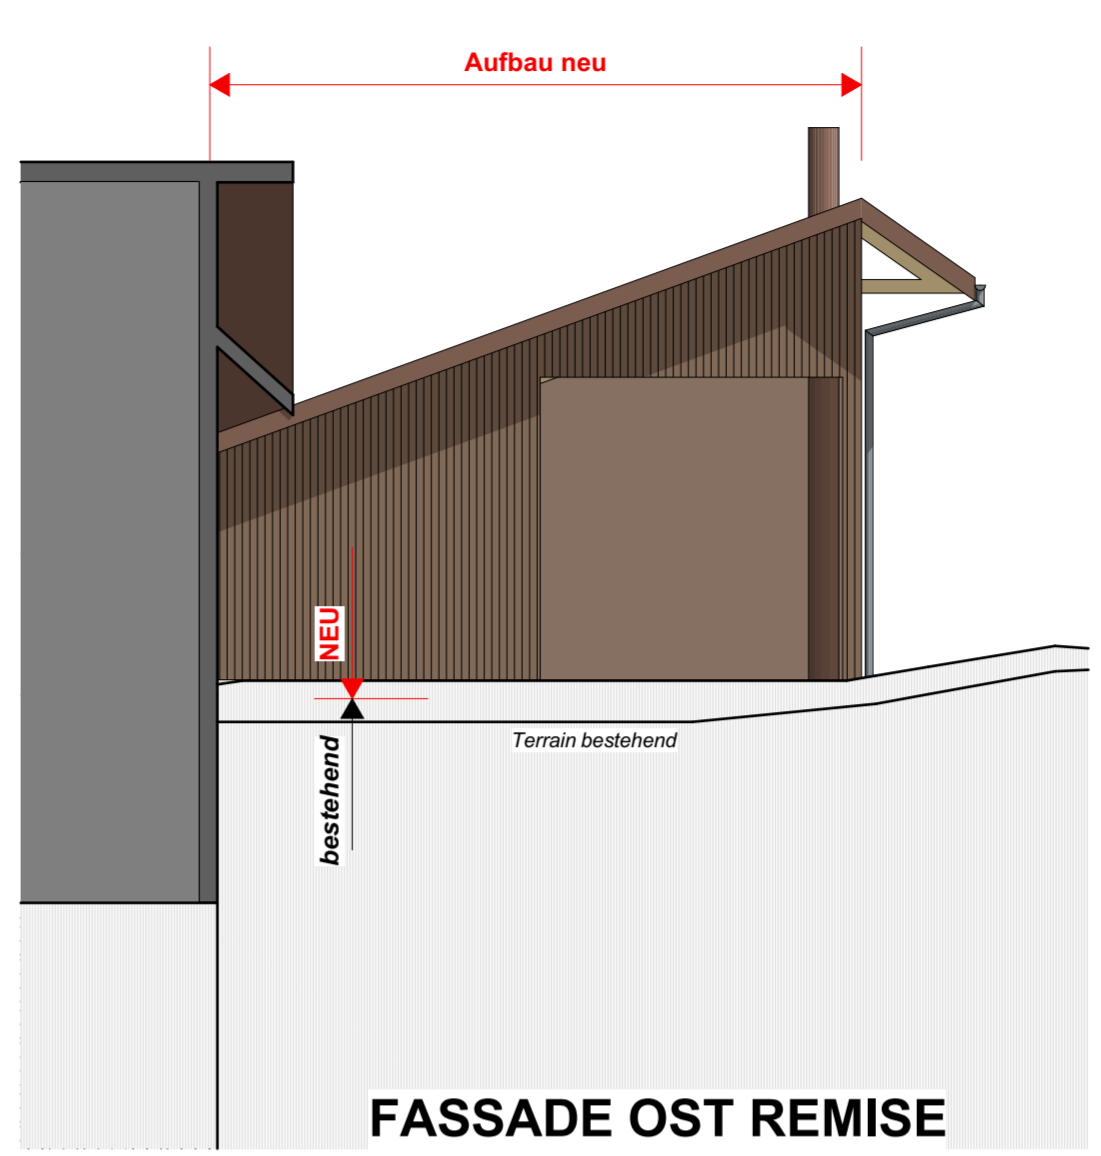 Aufbau neu
NEU
bestehend
Terrain bestehend
FASSADE OST REMISE